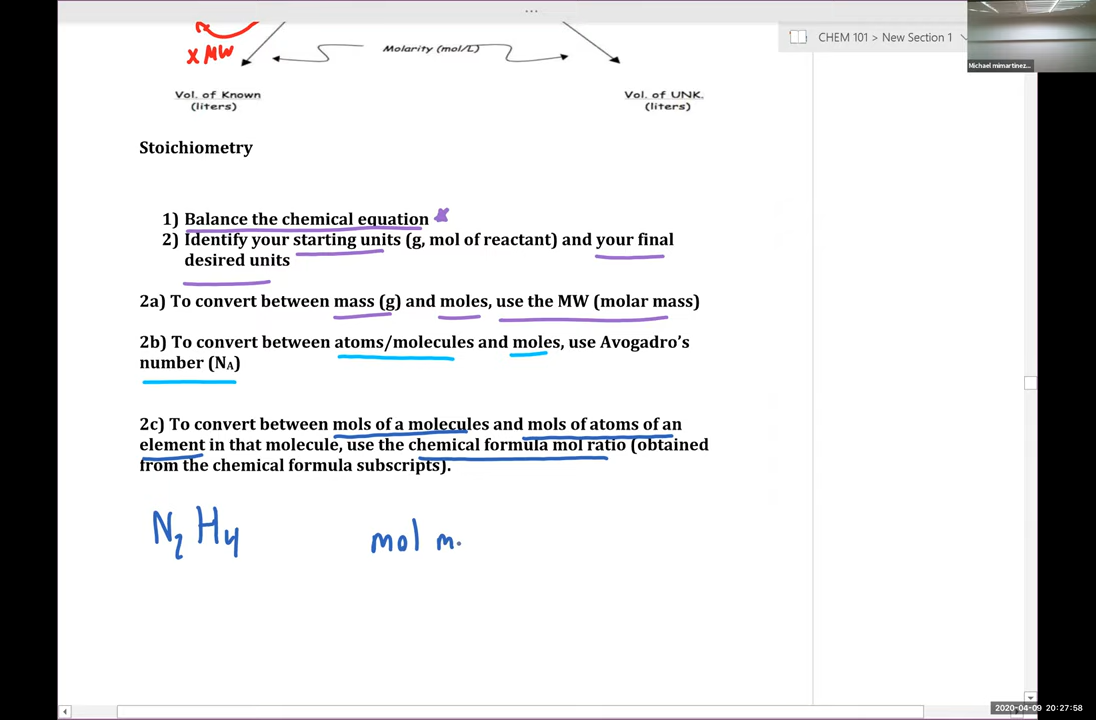 CHEM 101 > New Section 1
Michael mimartinez...
x MW
Molarity (mol/L)
Vol. of Known
(liters)
Vol. of UNK.
(liters)
Stoichiometry
1) Balance the chemical equation
2) Identify your starting units (g, mol of reactant) and your final
desired units
2a) To convert between mass (g) and moles, use the MW (molar mass)
2b) To convert between atoms/molecules and moles, use Avogadro's
number (NA)
2c) To convert between mols of a molecules and mols of atoms of an
element in that molecule, use the chemical formula mol ratio (obtained
from the chemical formula subscripts).
N2H4 mol m.
2020-04-09 20:27:58